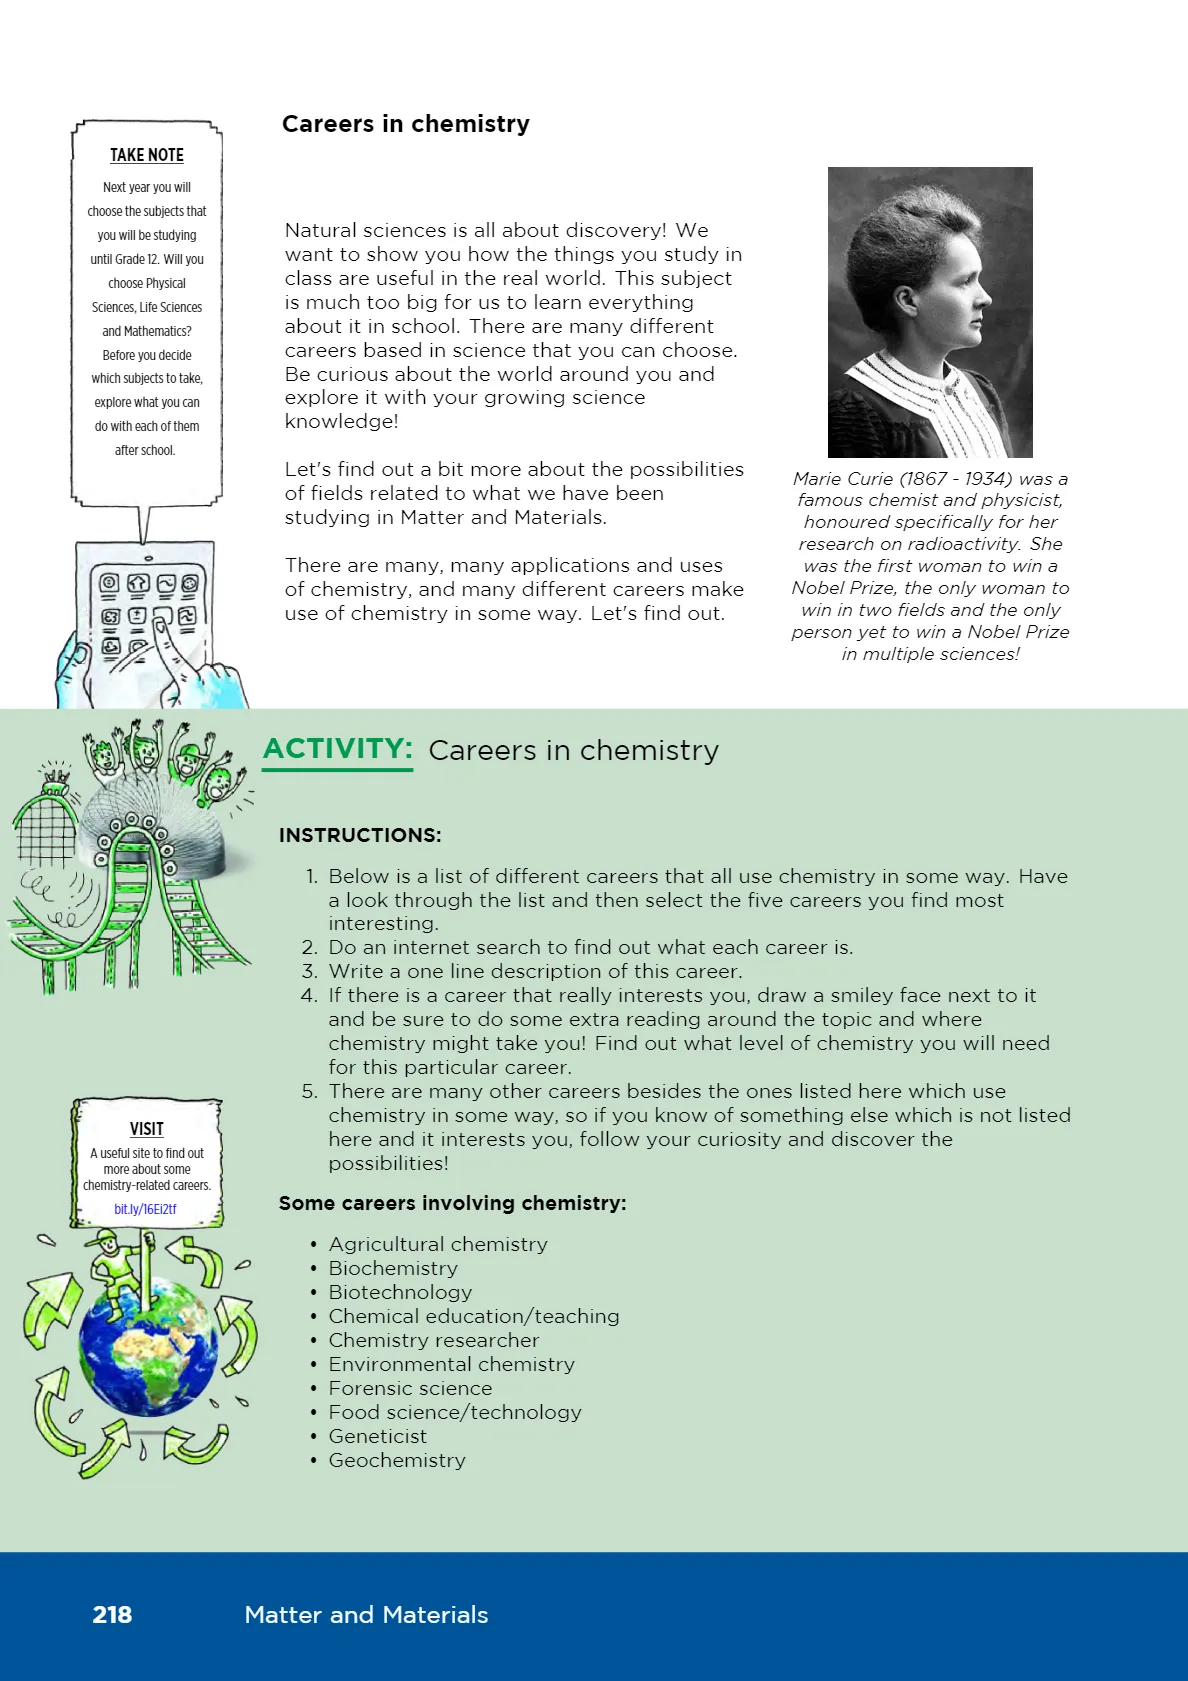 Careers in chemistry
TAKE NOTE
Next year you will
choose the subjects that
you will be studying
until Grade 12. Will you
choose Physical
Sciences, Life Sciences
and Mathematics?
Before you decide
which subjects to take,
explore what you can
do with each of them
after school.
Natural sciences is all about discovery! We
want to show you how the things you study in
class are useful in the real world. This subject
is much too big for us to learn everything
about it in school. There are many different
careers based in science that you can choose.
Be curious about the world around you and
explore it with your growing science
knowledge!
Let's find out a bit more about the possibilities
of fields related to what we have been
studying in Matter and Materials.
There are many, many applications and uses
of chemistry, and many different careers make
use of chemistry in some way. Let's find out.
Marie Curie (1867 - 1934) was a
famous chemist and physicist,
honoured specifically for her
research on radioactivity. She
was the first woman to win a
Nobel Prize, the only woman to
win in two fields and the only
person yet to win a Nobel Prize
in multiple sciences!
ACTIVITY: Careers in chemistry
INSTRUCTIONS:
1. Below is a list of different careers that all use chemistry in some way. Have
a look through the list and then select the five careers you find most
interesting.
2. Do an internet search to find out what each career is.
3. Write a one line description of this career.
4. If there is a career that really interests you, draw a smiley face next to it
and be sure to do some extra reading around the topic and where
chemistry might take you! Find out what level of chemistry you will need
for this particular career.
5. There are many other careers besides the ones listed here which use
chemistry in some way, so if you know of something else which is not listed
here and it interests you, follow your curiosity and discover the
possibilities!
VISIT
A useful site to find out
more about some
chemistry-related careers.
bit.ly/16Ei2tf
Some careers involving chemistry:
• Agricultural chemistry
• Biochemistry
• Biotechnology
• Chemical education/teaching
• Chemistry researcher
• Environmental chemistry
• Forensic science
• Food science/technology
• Geneticist
• Geochemistry
218 Matter and Materials